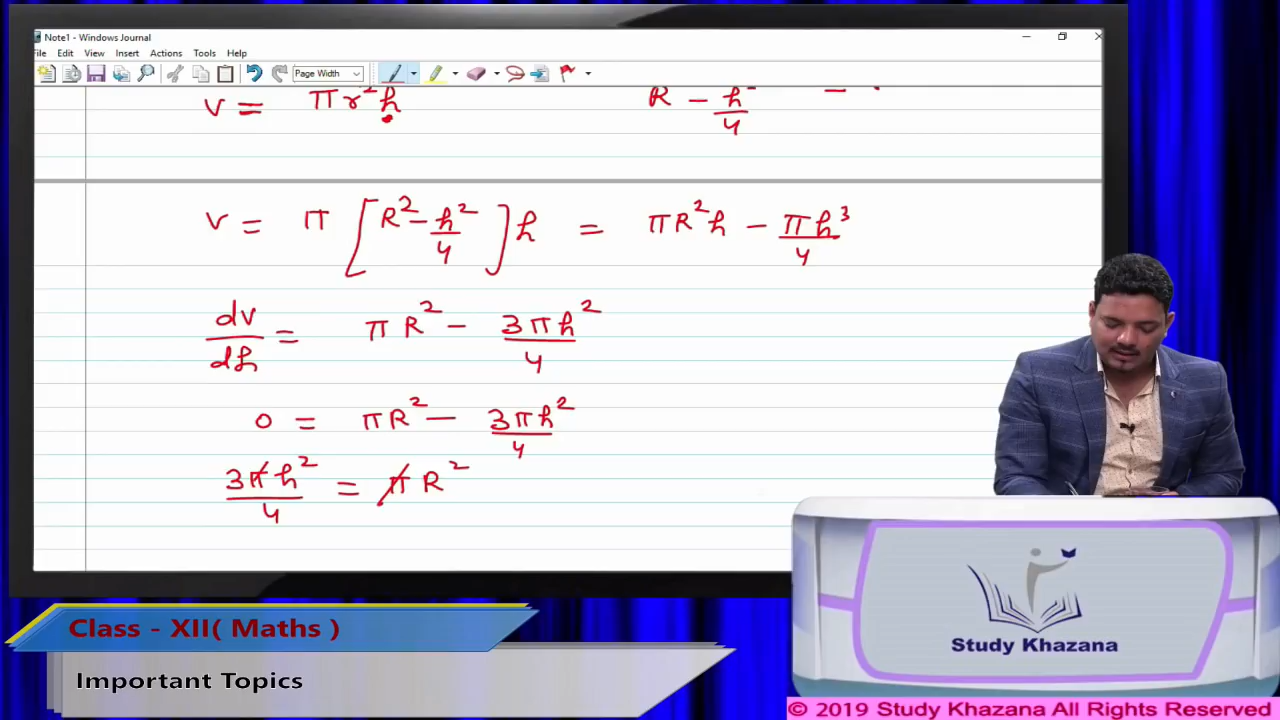 Note1 - Windows Journal
File Edit View Insert Actions Tools Help
Page Width
V = πr²h
R² - h²/4 =
V = π [R² - h²/4] h = πR²h - πh³/4
dv/dh = πR² - 3πh²/4
0 = πR² - 3πh²/4
3πh²/4 = πR²
Study Khazana
Class - XII( Maths )
Important Topics
© 2019 Study Khazana All Rights Reserved